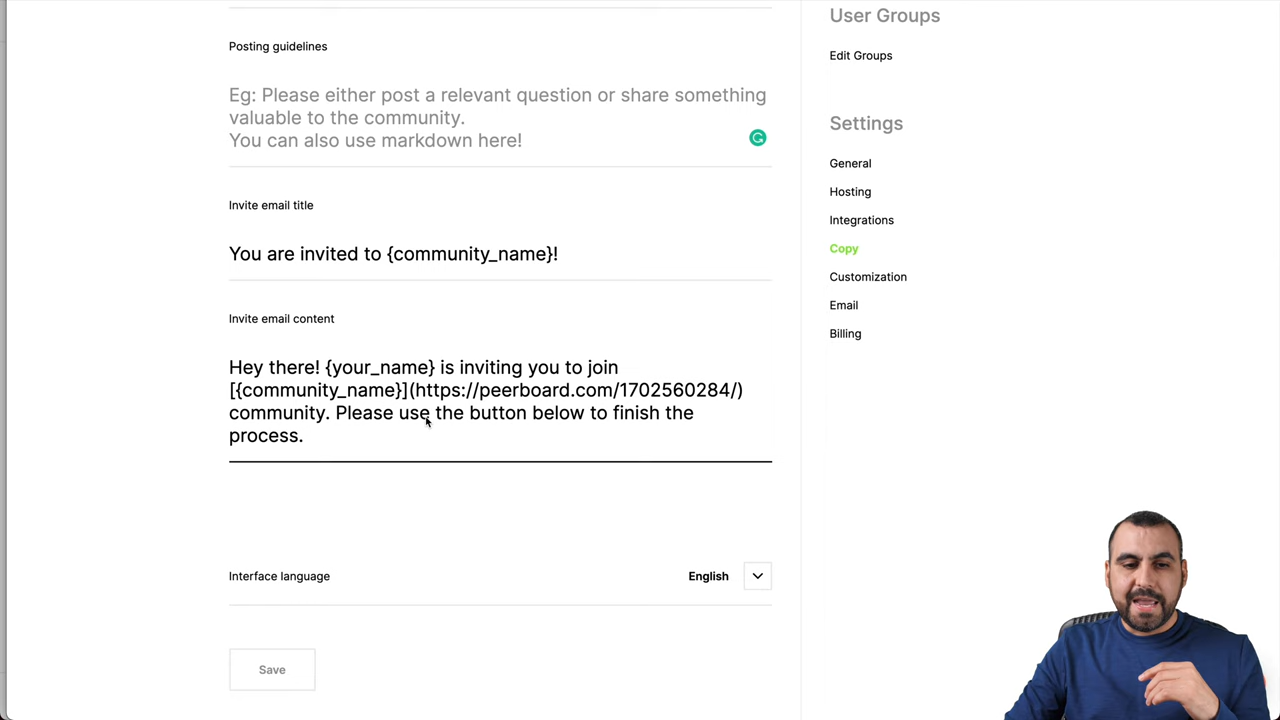 User Groups
Posting guidelines
Edit Groups
Eg: Please either post a relevant question or share something
valuable to the community.
You can also use markdown here!
Settings
General
Hosting
Invite email title
Integrations
You are invited to {community_name}!
Copy
Customization
Email
Invite email content
Billing
Hey there! {your_name} is inviting you to join
[{community_name}](https://peerboard.com/1702560284/)
community. Please use the button below to finish the
process.
Interface language
English
Save